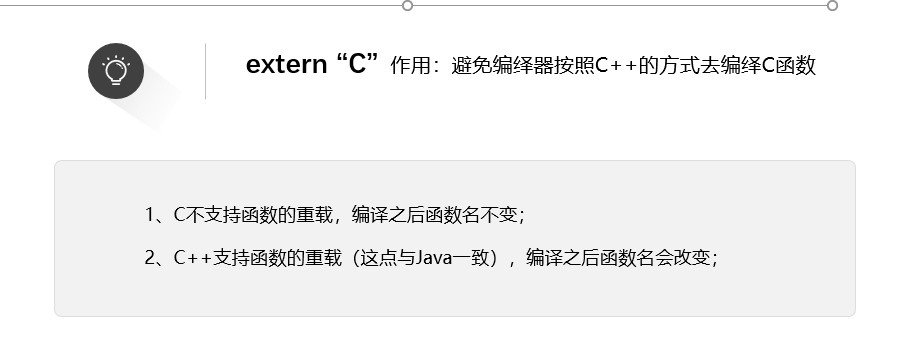 extern “C” 作用：避免编绎器按照C++的方式去编绎C函数
1、C不支持函数的重载，编译之后函数名不变；
2、C++支持函数的重载（这点与Java一致），编译之后函数名会改变；